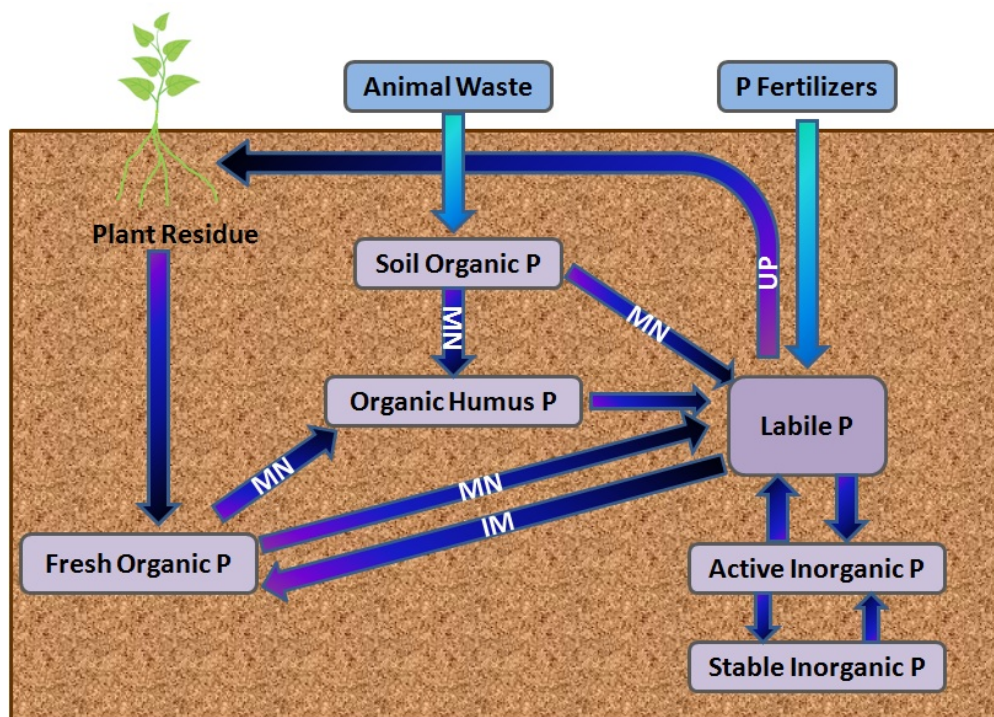 Animal Waste
P Fertilizers
Plant Residue
Soil Organic P
UP
MN
MN
Organic Humus P
Labile P
MN
MN
IM
Fresh Organic P
Active Inorganic P
Stable Inorganic P